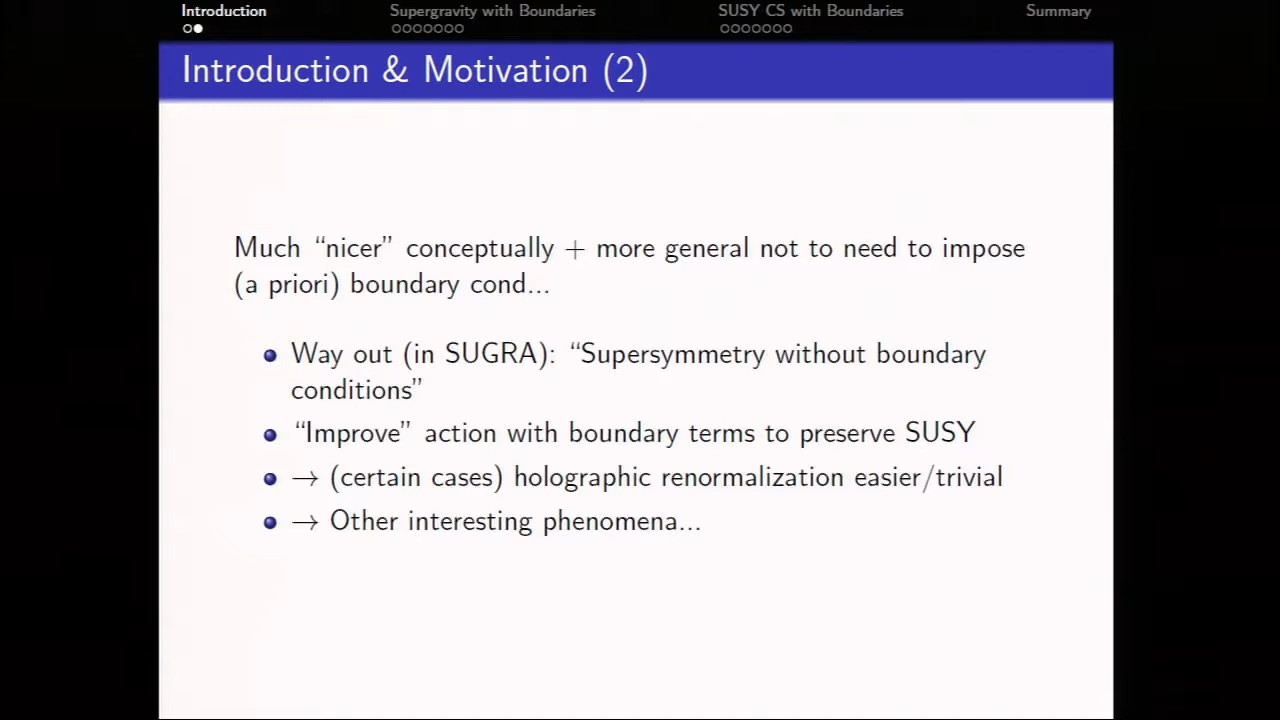 Introduction Supergravity with Boundaries SUSY CS with Boundaries Summary
Introduction & Motivation (2)
Much “nicer” conceptually + more general not to need to impose
(a priori) boundary cond...
Way out (in SUGRA): “Supersymmetry without boundary
conditions”
“Improve” action with boundary terms to preserve SUSY
→ (certain cases) holographic renormalization easier/trivial
→ Other interesting phenomena...